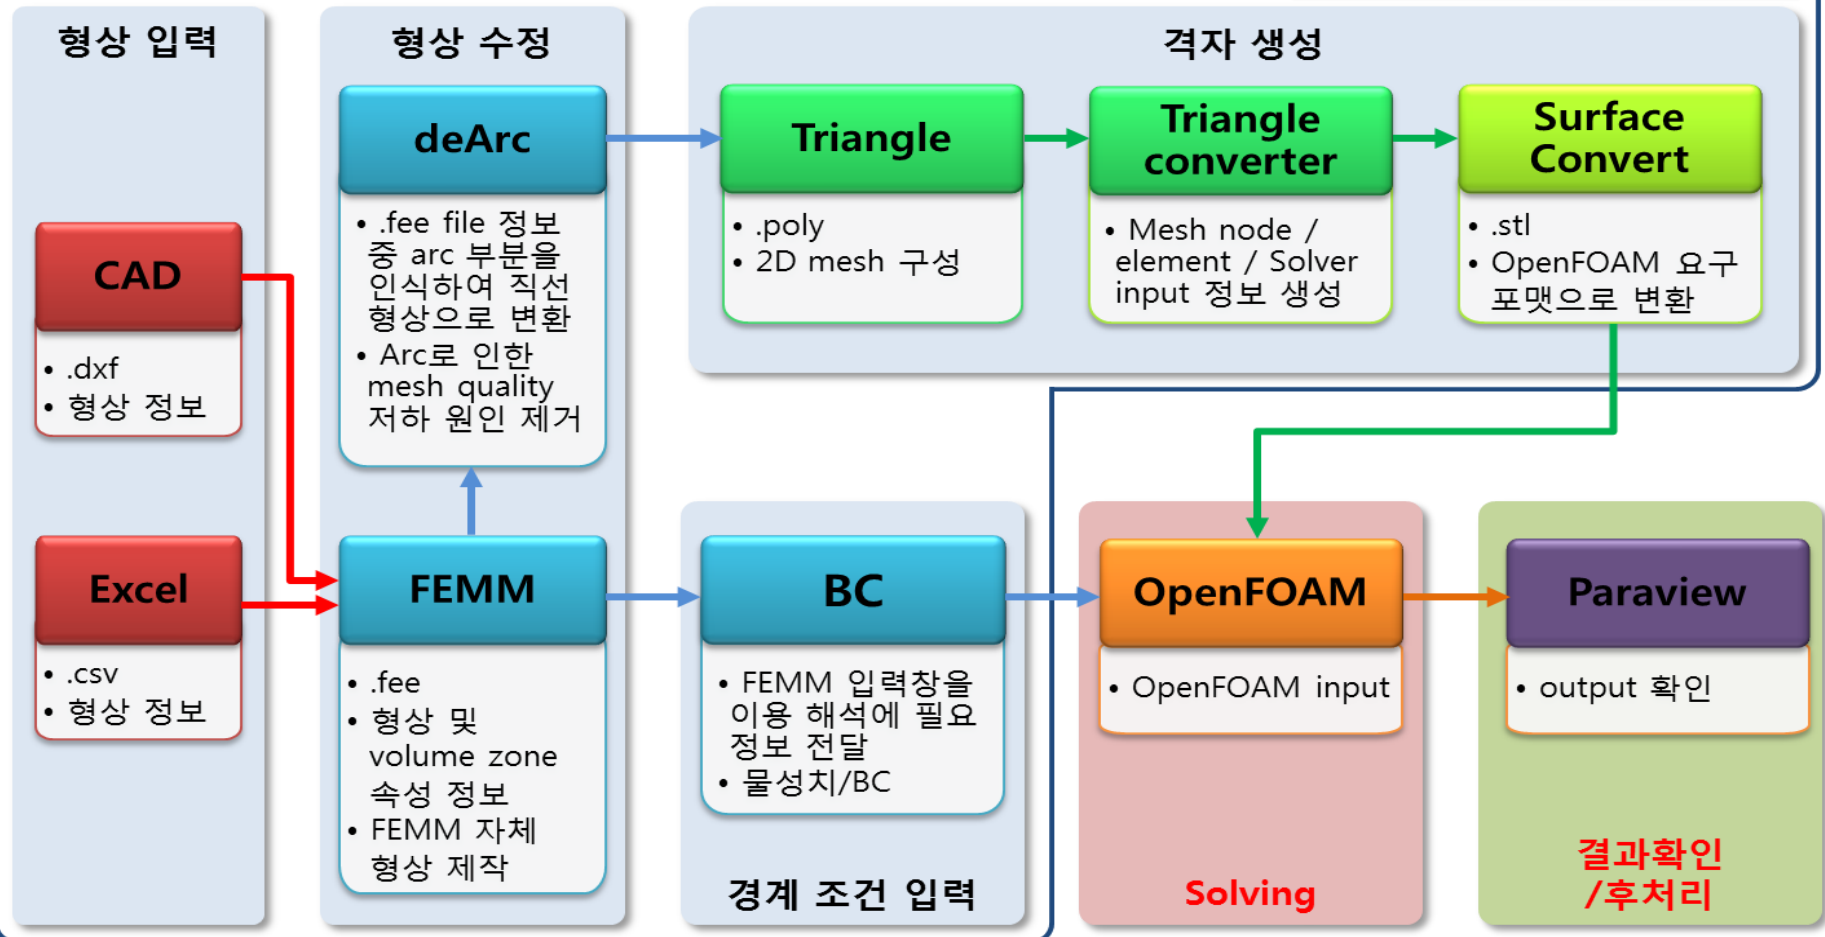 형상 입력
CAD
• .dxf
• 형상 정보
Excel
• .csv
• 형상 정보
형상 수정
deArc
• .fee file 정보
중 arc 부분을
인식하여 직선
형상으로 변환
• Arc로 인한
mesh quality
저하 원인 제거
FEMM
• .fee
• 형상 및
volume zone
속성 정보
• FEMM 자체
형상 제작
격자 생성
Triangle
• .poly
• 2D mesh 구성
Triangle
converter
• Mesh node /
element / Solver
input 정보 생성
Surface
Convert
• .stl
• OpenFOAM 요구
포맷으로 변환
BC
• FEMM 입력창을
이용 해석에 필요
정보 전달
• 물성치/BC
경계 조건 입력
OpenFOAM
• OpenFOAM input
Solving
Paraview
• output 확인
결과확인
/후처리